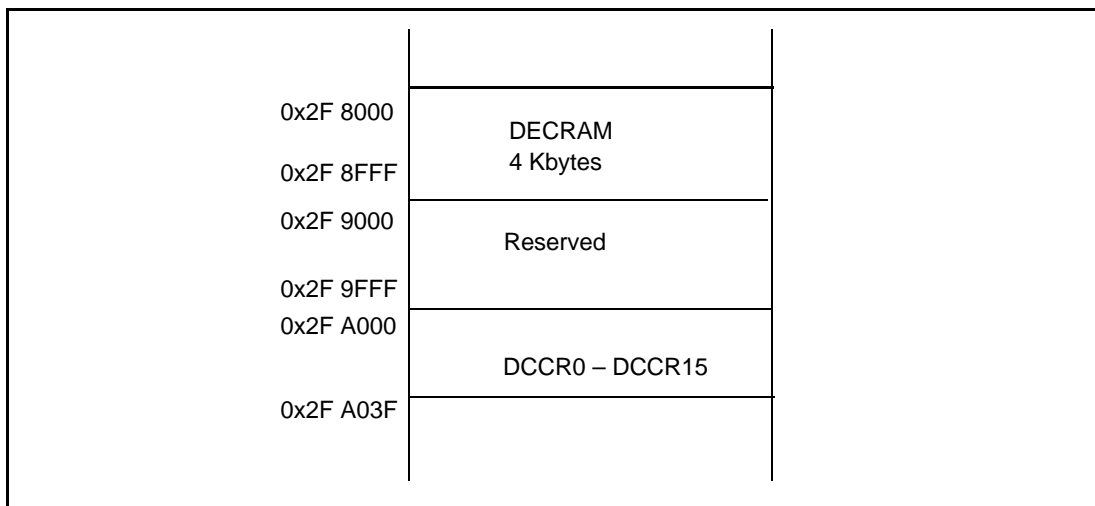 0x2F 8000
DECRAM
4 Kbytes
0x2F 8FFF
0x2F 9000
Reserved
0x2F 9FFF
0x2F A000
DCCR0 – DCCR15
0x2F A03F